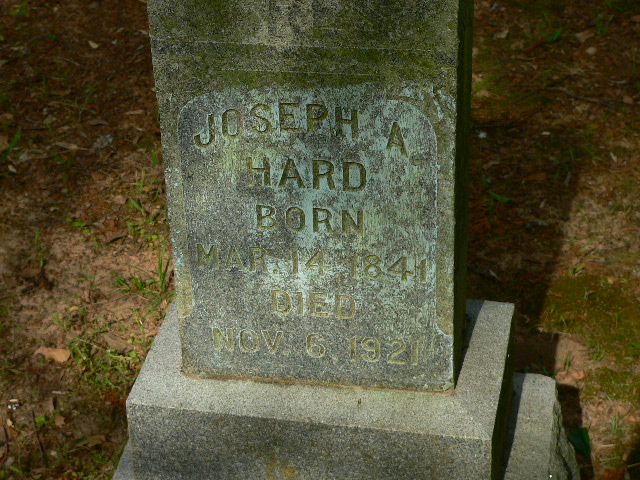 JOSEPH A.
HARD
BORN
MAR. 14, 1841
DIED
NOV. 6, 1921